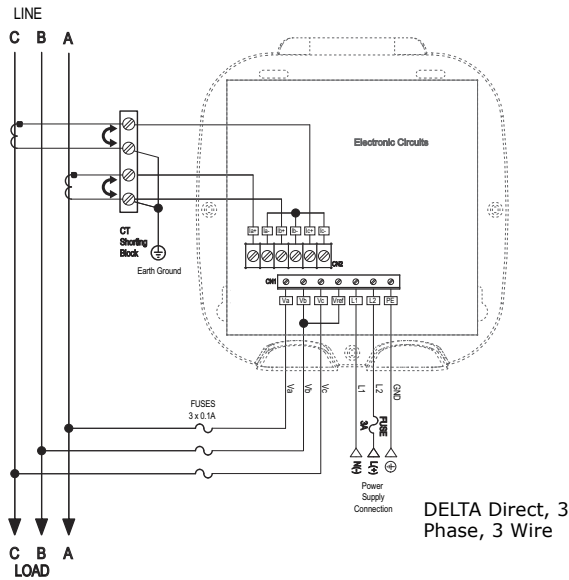 LINE
C B A
Electronic Circuits
CT
Shorting
Block
Earth Ground
Ia+ Ia- Ib+ Ib- Ic+ Ic-
CN2
CN1
Va Vb Vc Vref L1 L2 PE
Va Vb Vc L1 L2 GND
FUSES
3 x 0.1A
FUSE
3A
N(-) L(+)
Power
Supply
Connection
DELTA Direct, 3
Phase, 3 Wire
C B A
LOAD